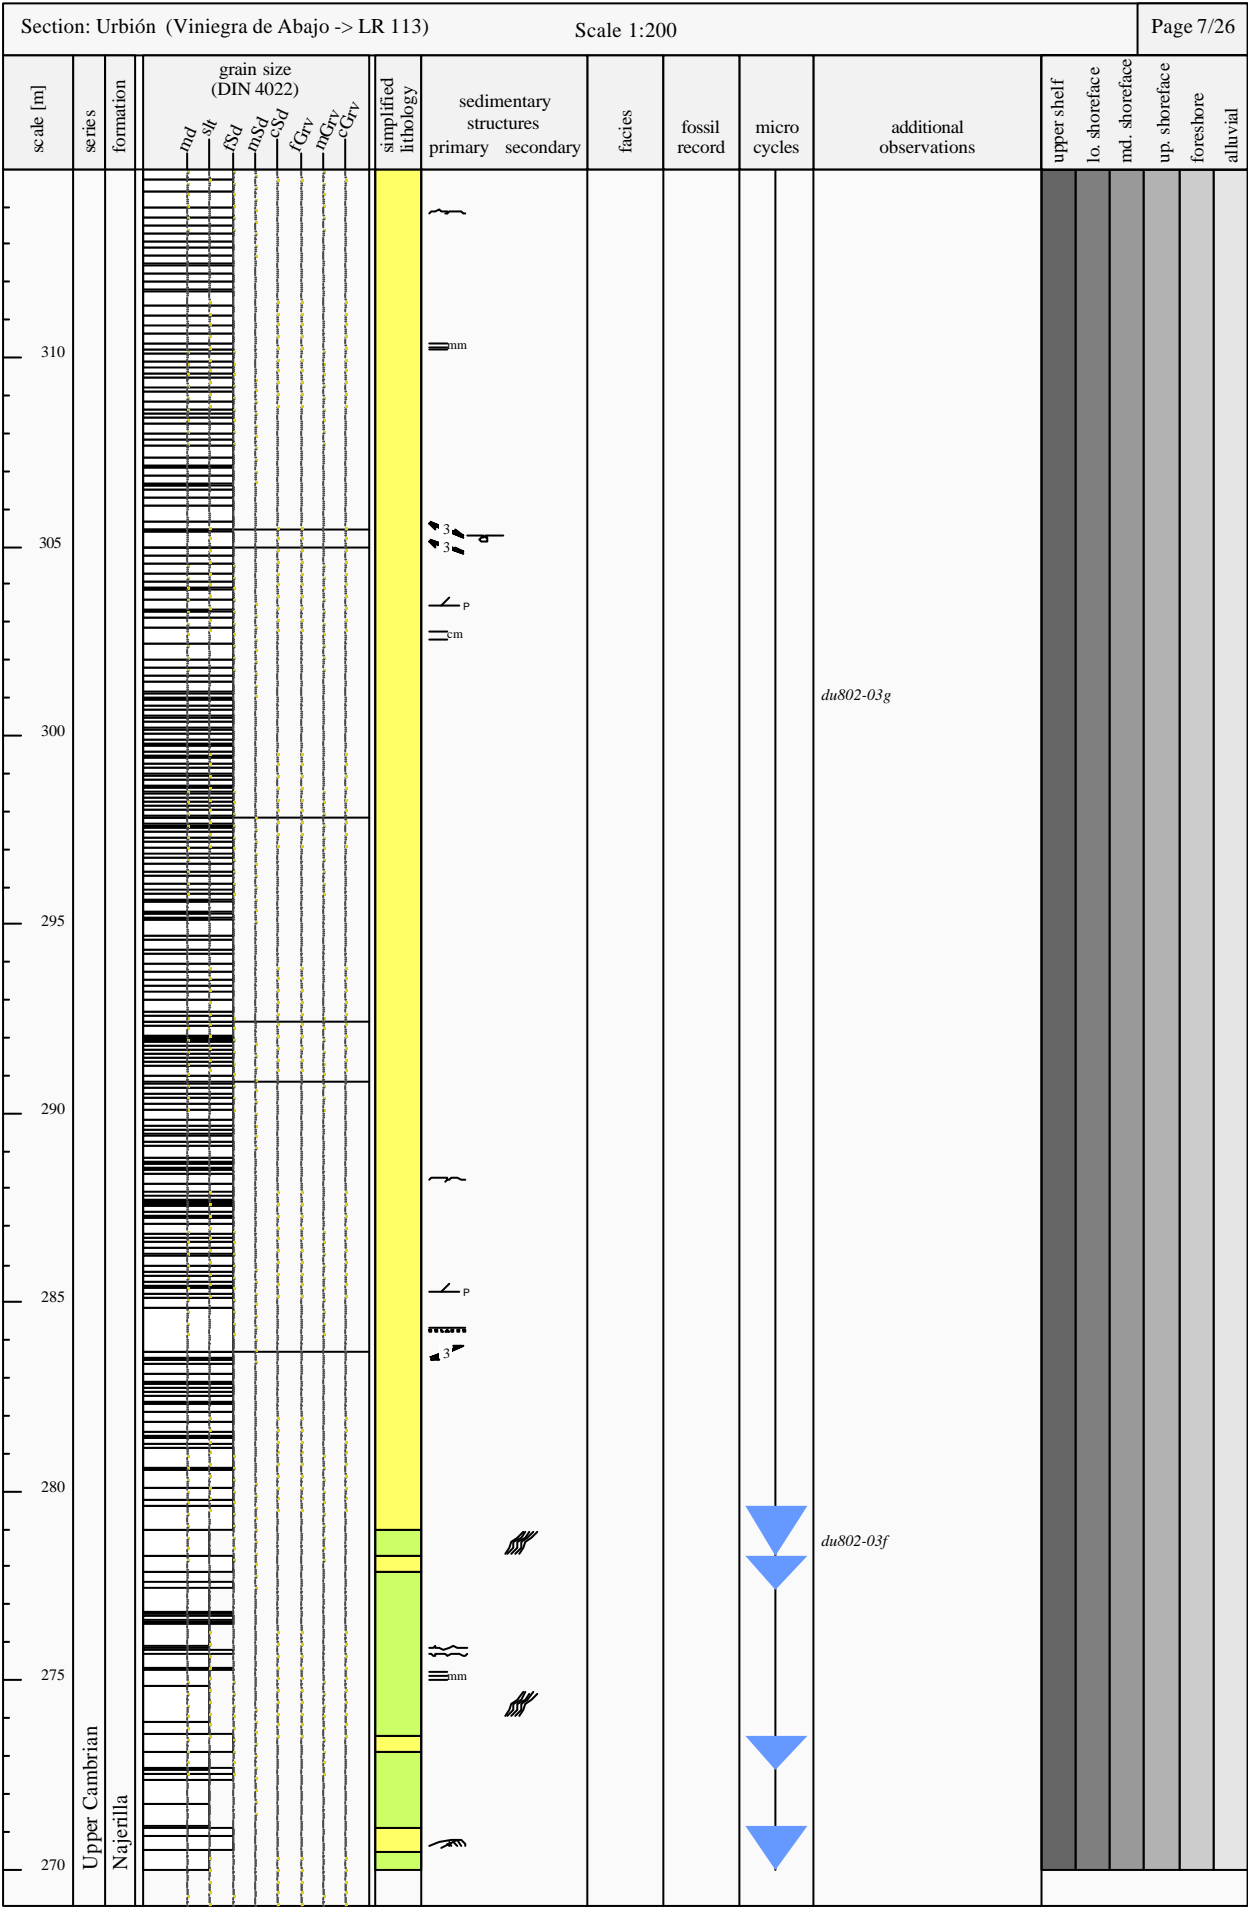 Section: Urbión (Viniegra de Abajo -> LR 113)
Scale 1:200
Page 7/26
scale [m]
series
formation
grain size
(DIN 4022)
md
slt
fSd
mSd
cSd
fGrv
mGrv
cGrv
simplified
lithology
sedimentary
structures
primary secondary
facies
fossil
record
micro
cycles
additional
observations
upper shelf
lo. shoreface
md. shoreface
up. shoreface
foreshore
alluvial
310
mm
3
305
3
P
cm
du802-03g
300
295
290
285
P
3
280
du802-03f
275
mm
Upper Cambrian
Najerilla
270